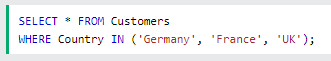 SELECT * FROM Customers
WHERE Country IN ('Germany', 'France', 'UK');